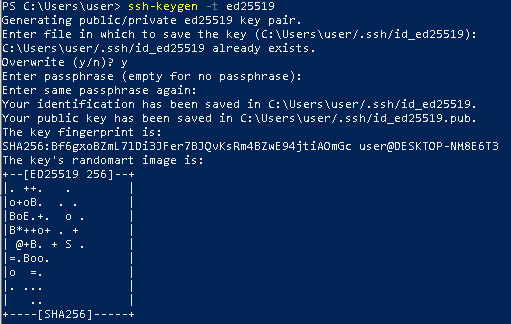 PS C:\Users\user> ssh-keygen -t ed25519
Generating public/private ed25519 key pair.
Enter file in which to save the key (C:\Users\user/.ssh/id_ed25519):
C:\Users\user/.ssh/id_ed25519 already exists.
Overwrite (y/n)? y
Enter passphrase (empty for no passphrase):
Enter same passphrase again:
Your identification has been saved in C:\Users\user/.ssh/id_ed25519.
Your public key has been saved in C:\Users\user/.ssh/id_ed25519.pub.
The key fingerprint is:
SHA256:Bf6gxoBZmL7lDi3JFer7BJQvKsRm4BZwE94jtiAOmGc user@DESKTOP-NM8E6T3
The key's randomart image is:
+--[ED25519 256]--+
|. ++.   .        |
|o+oB.  . .       |
|BoE.+.  o .      |
|B*++o+ . +       |
| @+B. + S .      |
|=.Boo.           |
|o  =.            |
|. ...            |
|   ..            |
+----[SHA256]-----+